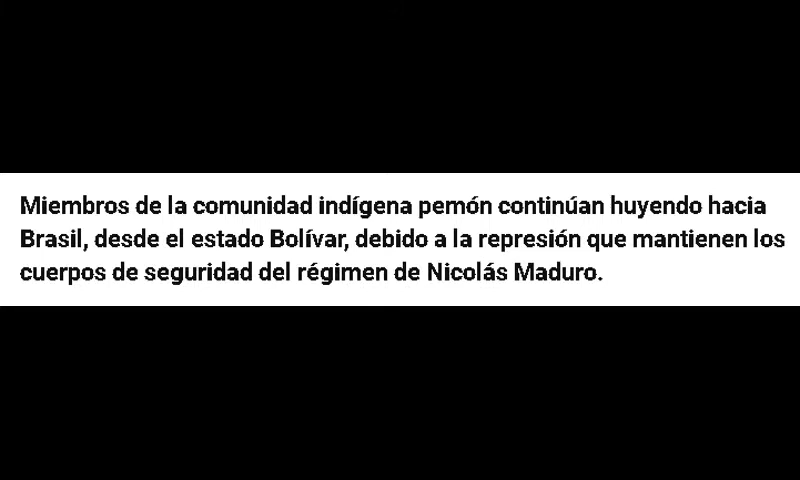 Miembros de la comunidad indígena pemón continúan huyendo hacia
Brasil, desde el estado Bolívar, debido a la represión que mantienen los
cuerpos de seguridad del régimen de Nicolás Maduro.